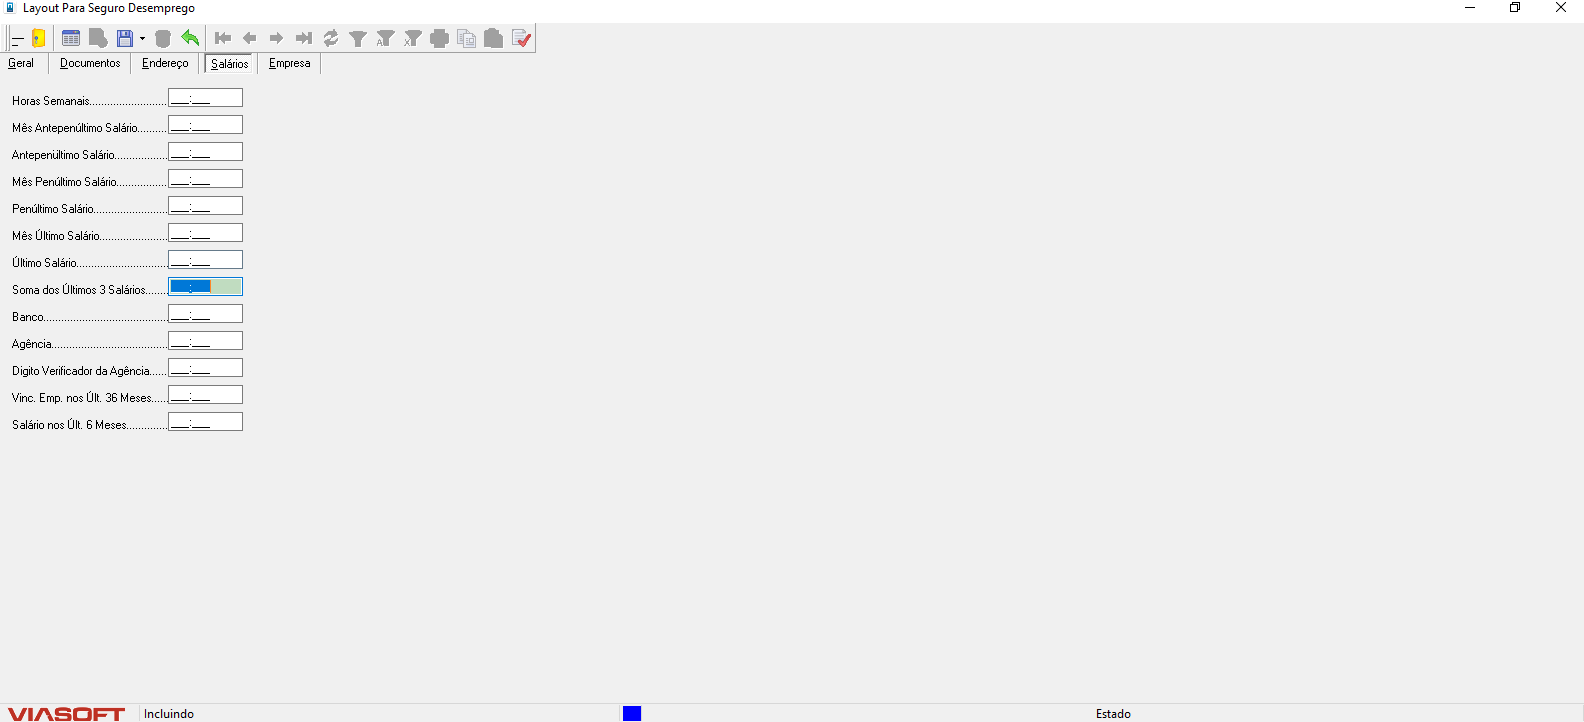 Layout Para Seguro Desemprego
Geral Documentos Endereço Salários Empresa
Horas Semanais.......................... ___:___
Mês Antepenúltimo Salário.......... ___:___
Antepenúltimo Salário.................. ___:___
Mês Penúltimo Salário................. ___:___
Penúltimo Salário......................... ___:___
Mês Último Salário....................... ___:___
Último Salário............................... ___:___
Soma dos Últimos 3 Salários....... ___:___
Banco.......................................... ___:___
Agência....................................... ___:___
Digito Verificador da Agência...... ___:___
Vinc. Emp. nos Últ. 36 Meses...... ___:___
Salário nos Últ. 6 Meses.............. ___:___
VIASOFT Incluindo Estado